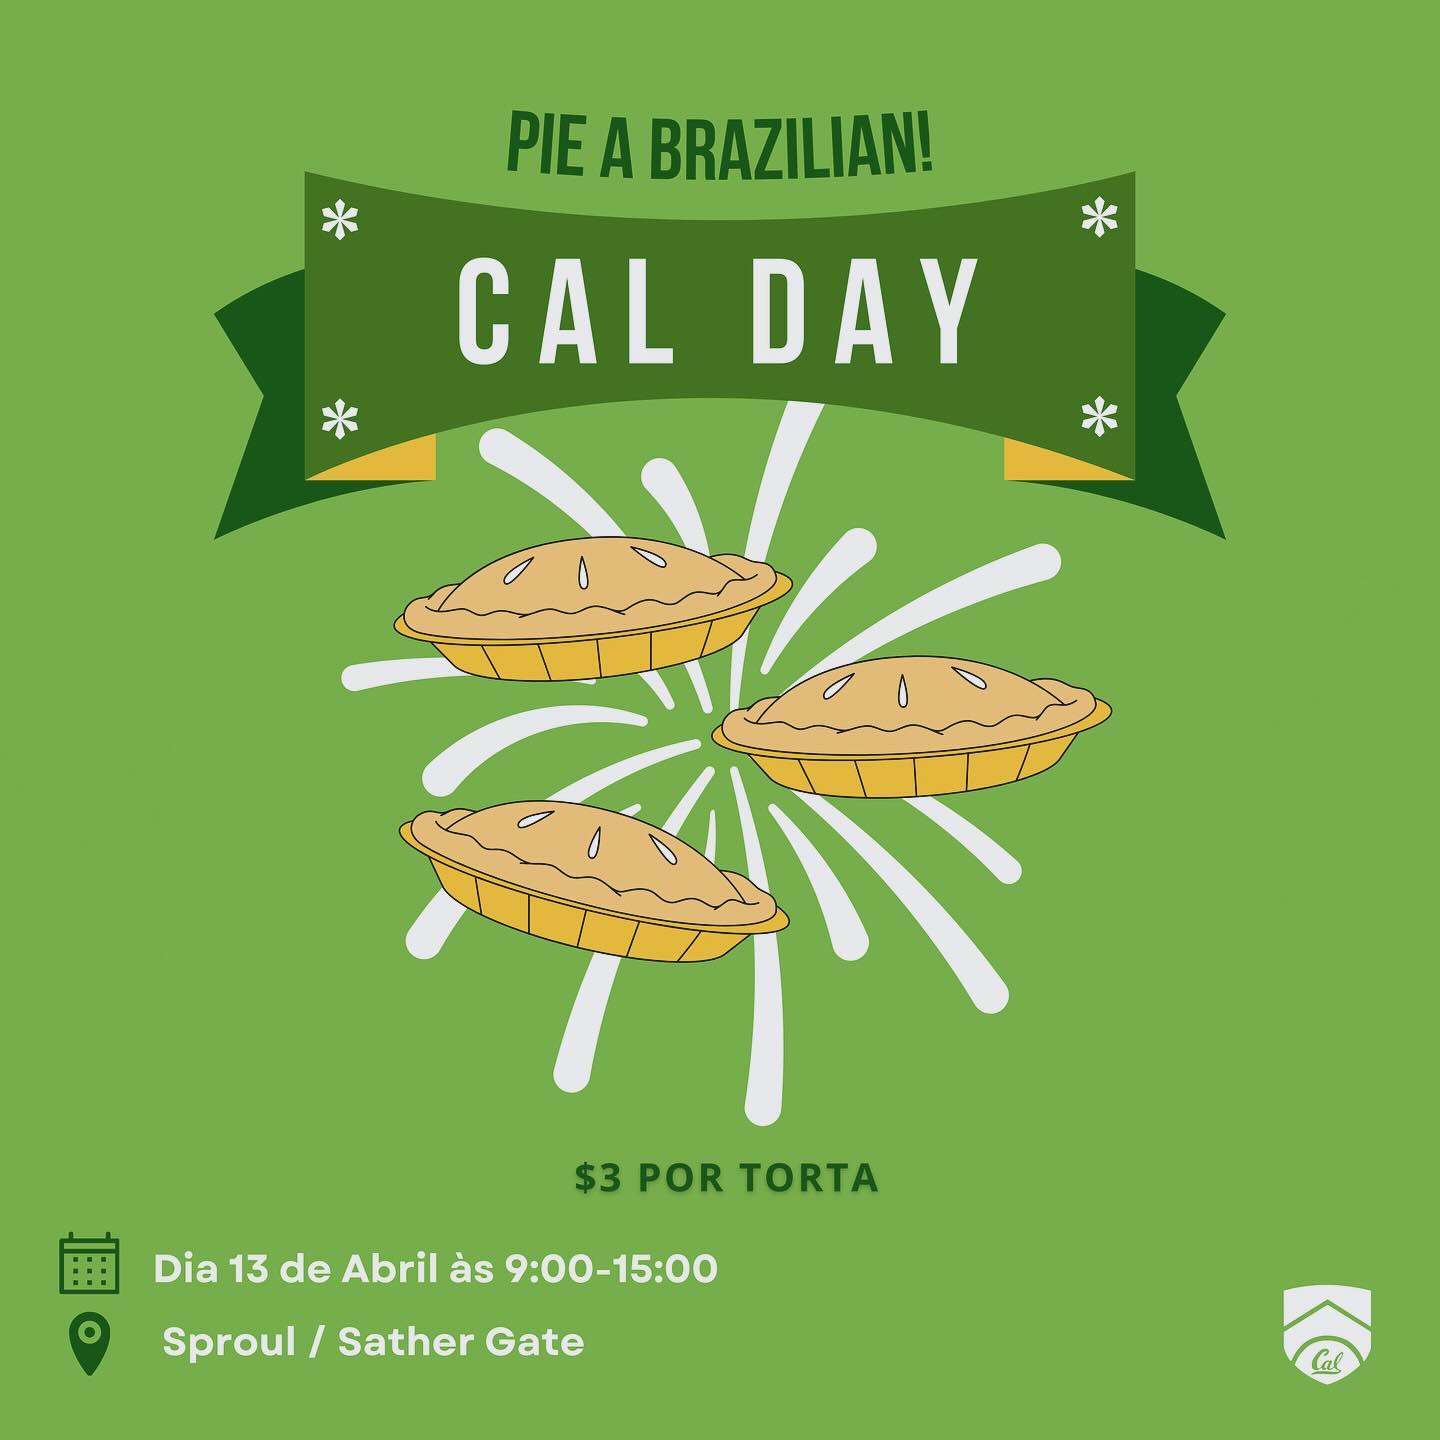 PIE A BRAZILIAN!
CAL DAY
$3 POR TORTA
Dia 13 de Abril às 9:00-15:00
Sproul / Sather Gate
Cal